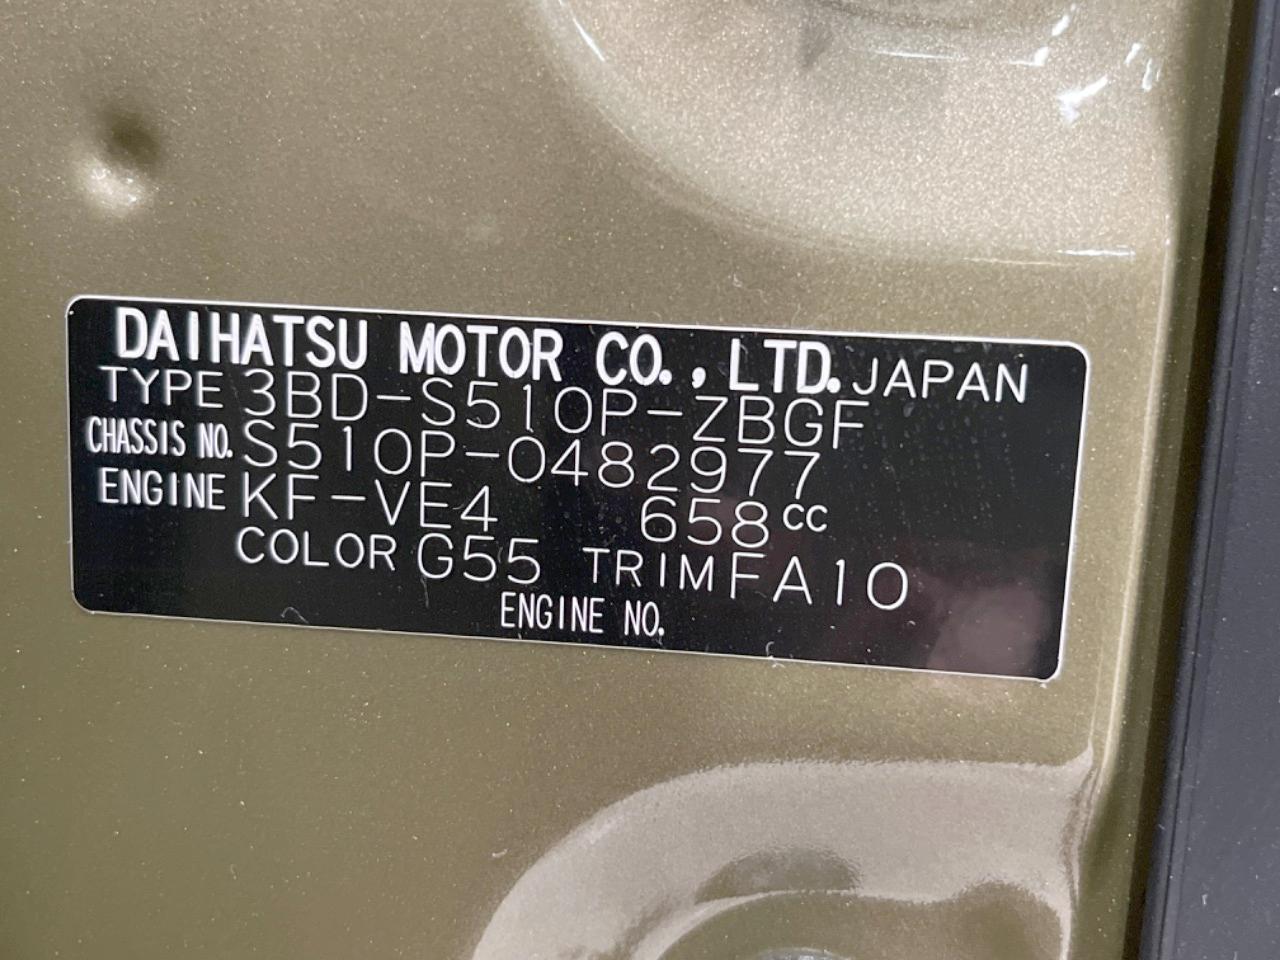 DAIHATSU MOTOR CO., LTD. JAPAN
TYPE 3BD-S510P-ZBGF
CHASSIS NO. S510P-0482977
ENGINE KF-VE4 658cc
COLOR G55 TRIM FA10
ENGINE NO.